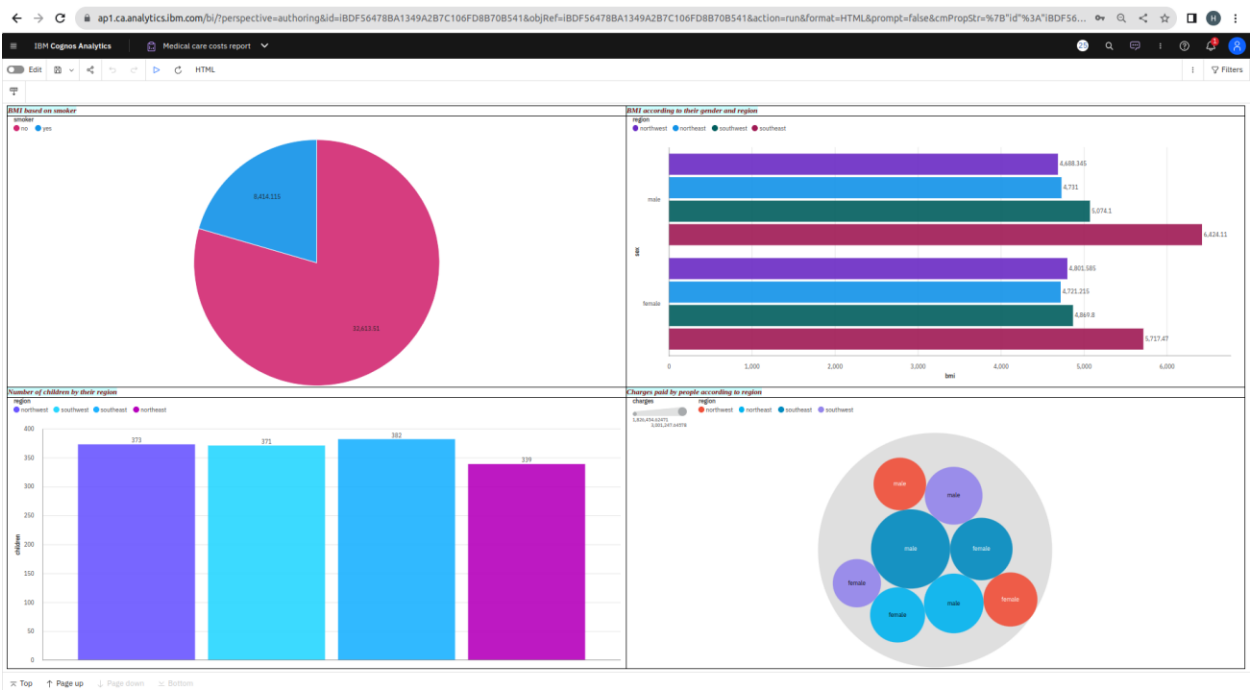 ap1.ca.analytics.ibm.com/bi/?perspective=authoring&id=iBDF56478BA1349A2B7C106FD8B70B541&objRef=iBDF56478BA1349A2B7C106FD8B70B541&action=run&format=HTML&prompt=false&cmPropStr=%7B"id"%3A"iBDF56...
H
IBM Cognos Analytics
Medical care costs report
25
Edit
HTML
Filters
BMI based on smoker
smoker
no yes
8,414.115
32,613.51
BMI according to their gender and region
region
northwest northeast southwest southeast
4,688.345
4,731
male
5,074.1
6,424.11
sex
4,801.585
4,721.215
female
4,869.8
5,717.47
0 1,000 2,000 3,000 4,000 5,000 6,000
bmi
Number of children by their region
region
northwest southwest southeast northeast
400
373 371 382 339
350
300
250
children
200
150
100
50
0
Charges paid by people according to region
charges region
northwest northeast southeast southwest
male
male
male
female
female
female
male
female
Top Page up Page down Bottom